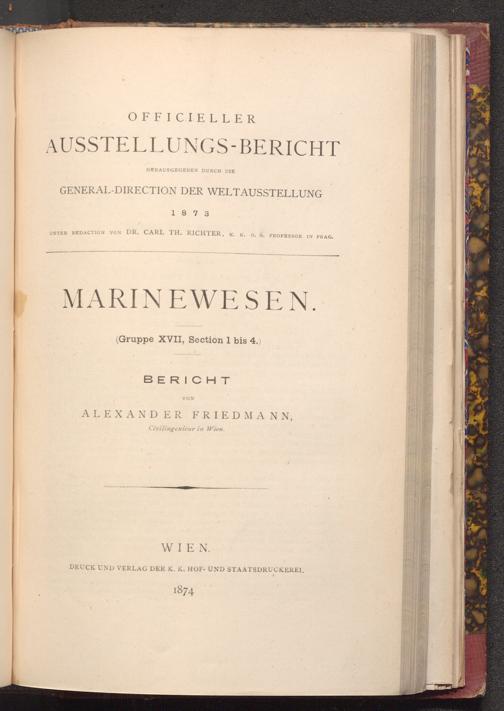 OFFICIELLER
AUSSTELLUNGS-BERICHT
HERAUSGEGEBEN DURCH DIE
GENERAL-DIRECTION DER WELTAUSSTELLUNG
1873
UNTER REDACTION VON DR. CARL TH. RICHTER, K. K. O. Ö. PROFESSOR IN PRAG.
MARINEWESEN.
(Gruppe XVII, Section 1 bis 4.)
BERICHT
VON
ALEXANDER FRIEDMANN,
Civilingenieur in Wien.
WIEN.
DRUCK UND VERLAG DER K. K. HOF- UND STAATSDRUCKEREI.
1874